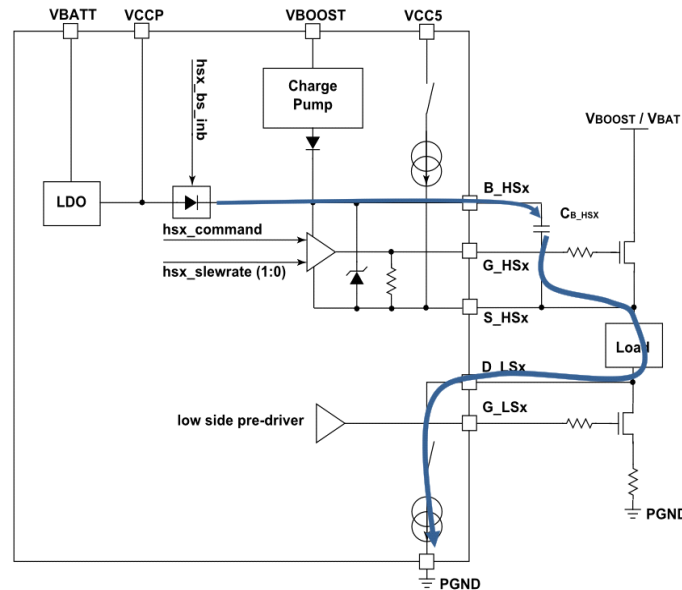 VBATT
VCCP
VBOOST
VCC5
hsx_bs_inb
Charge
Pump
VBOOST / VBAT
LDO
B_HSx
CB_HSX
hsx_command
G_HSx
hsx_slewrate (1:0)
S_HSx
Load
D_LSx
G_LSx
low side pre-driver
PGND
PGND